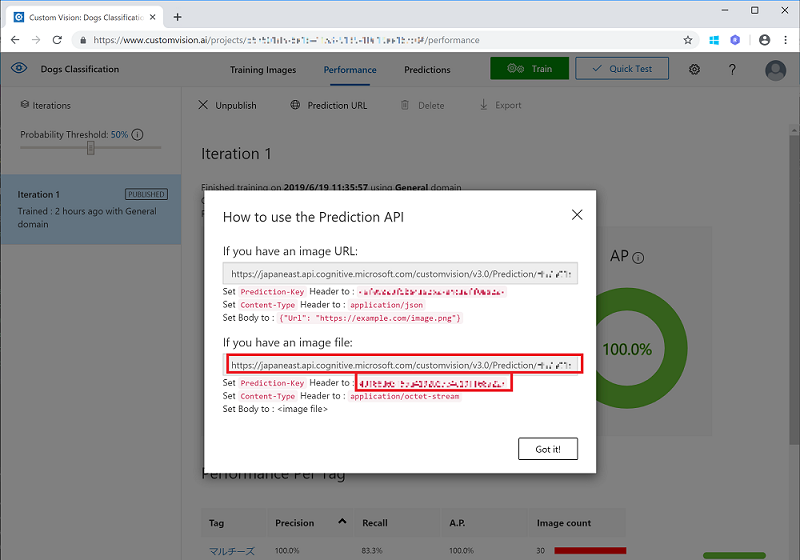 Custom Vision: Dogs Classificatio
https://www.customvision.ai/projects/ /performance
Dogs Classification
Training Images
Performance
Predictions
Train
Quick Test
?
Iterations
Unpublish
Prediction URL
Delete
Export
Probability Threshold: 50%
Iteration 1
PUBLISHED
Trained : 2 hours ago with General
domain
Iteration 1
Finished training on 2019/6/19 11:35:57 using General domain
AP
100.0%
How to use the Prediction API
If you have an image URL:
https://japaneast.api.cognitive.microsoft.com/customvision/v3.0/Prediction/
Set Prediction-Key Header to :
Set Content-Type Header to : application/json
Set Body to : {"Url": "https://example.com/image.png"}
If you have an image file:
https://japaneast.api.cognitive.microsoft.com/customvision/v3.0/Prediction/
Set Prediction-Key Header to :
Set Content-Type Header to : application/octet-stream
Set Body to : <image file>
Got it!
Performance Per Tag
Tag Precision Recall A.P. Image count
マルチーズ 100.0% 83.3% 100.0% 30